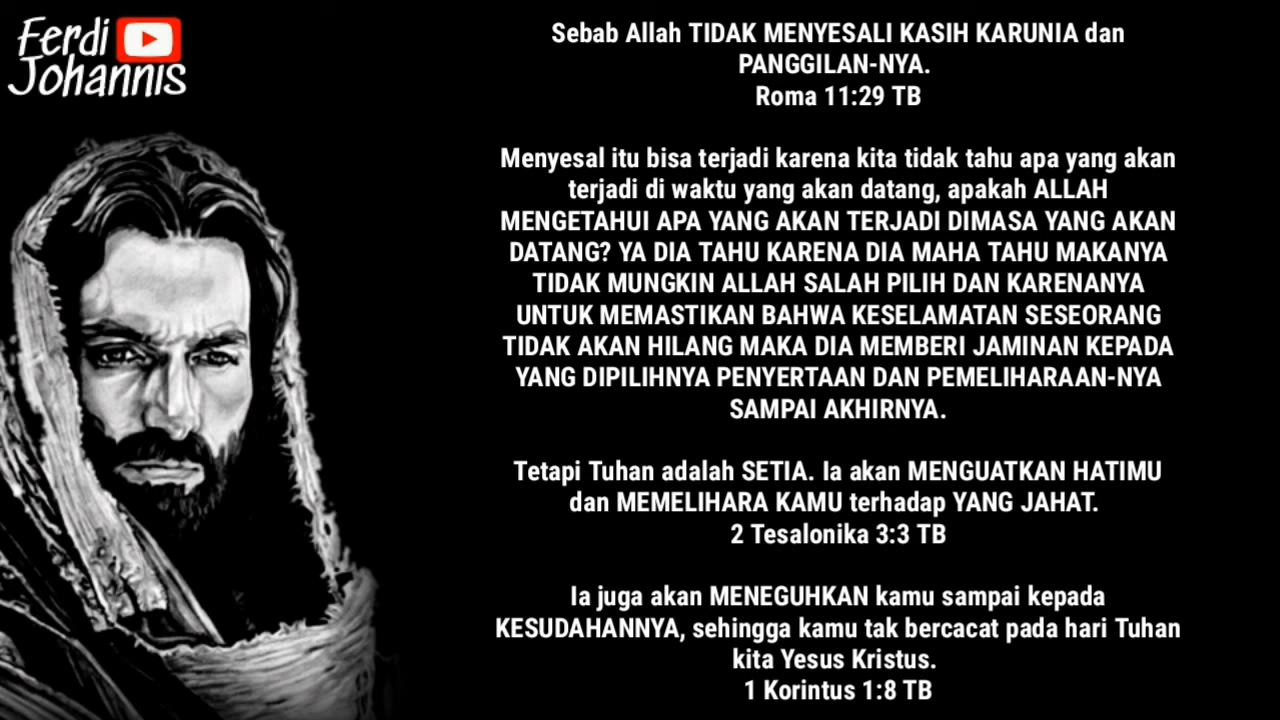 Ferdi
Johannis
Sebab Allah TIDAK MENYESALI KASIH KARUNIA dan
PANGGILAN-NYA.
Roma 11:29 TB
Menyesal itu bisa terjadi karena kita tidak tahu apa yang akan
terjadi di waktu yang akan datang, apakah ALLAH
MENGETAHUI APA YANG AKAN TERJADI DIMASA YANG AKAN
DATANG? YA DIA TAHU KARENA DIA MAHA TAHU MAKANYA
TIDAK MUNGKIN ALLAH SALAH PILIH DAN KARENANYA
UNTUK MEMASTIKAN BAHWA KESELAMATAN SESEORANG
TIDAK AKAN HILANG MAKA DIA MEMBERI JAMINAN KEPADA
YANG DIPILIHNYA PENYERTAAN DAN PEMELIHARAAN-NYA
SAMPAI AKHIRNYA.
Tetapi Tuhan adalah SETIA. Ia akan MENGUATKAN HATIMU
dan MEMELIHARA KAMU terhadap YANG JAHAT.
2 Tesalonika 3:3 TB
Ia juga akan MENEGUHKAN kamu sampai kepada
KESUDAHANNYA, sehingga kamu tak bercacat pada hari Tuhan
kita Yesus Kristus.
1 Korintus 1:8 TB